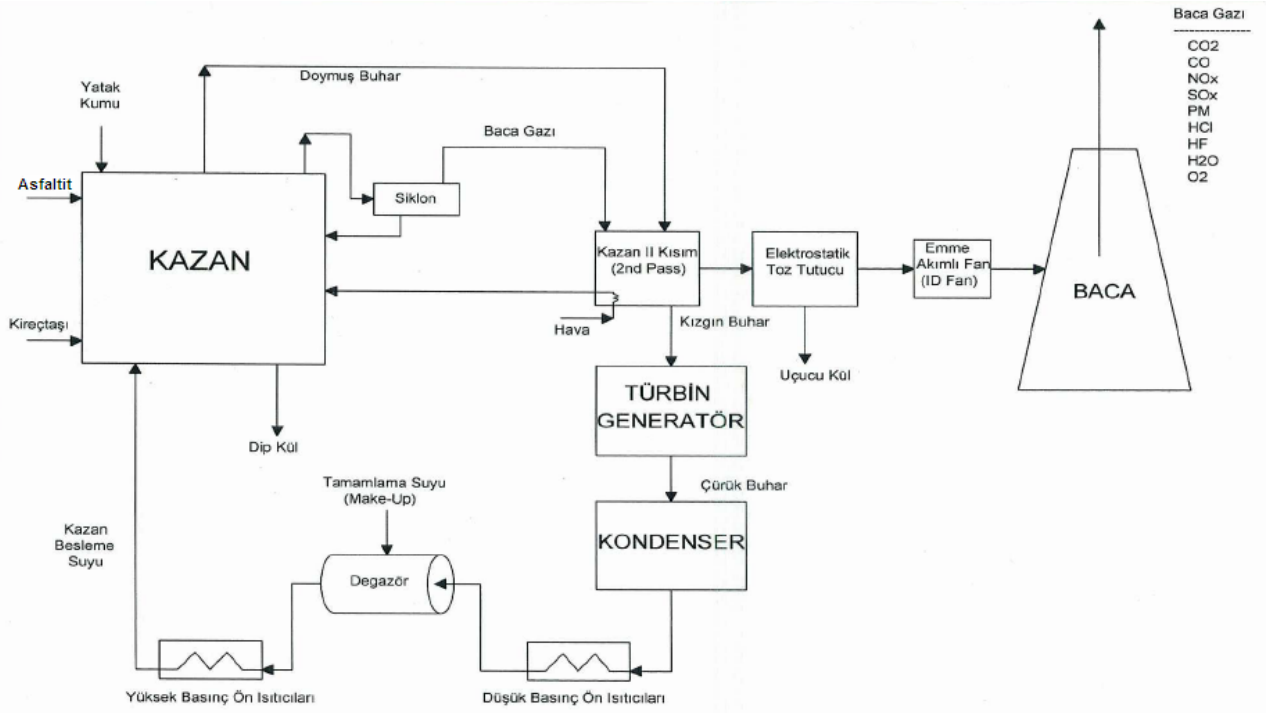 Baca Gazı
------------
CO2
CO
NOx
SOx
PM
HCl
HF
H2O
O2
Doymuş Buhar
Yatak
Kumu
Baca Gazı
Asfaltit
Siklon
KAZAN
Kazan II Kısım
(2nd Pass)
Elektrostatik
Toz Tutucu
Emme
Akımlı Fan
(ID Fan)
BACA
Kireçtaşı
Hava
Kızgın Buhar
Uçucu Kül
TÜRBİN
GENERATÖR
Dip Kül
Tamamlama Suyu
(Make-Up)
Çürük Buhar
Kazan
Besleme
Suyu
KONDENSER
Degazör
Yüksek Basınç Ön Isıtıcıları
Düşük Basınç Ön Isıtıcıları